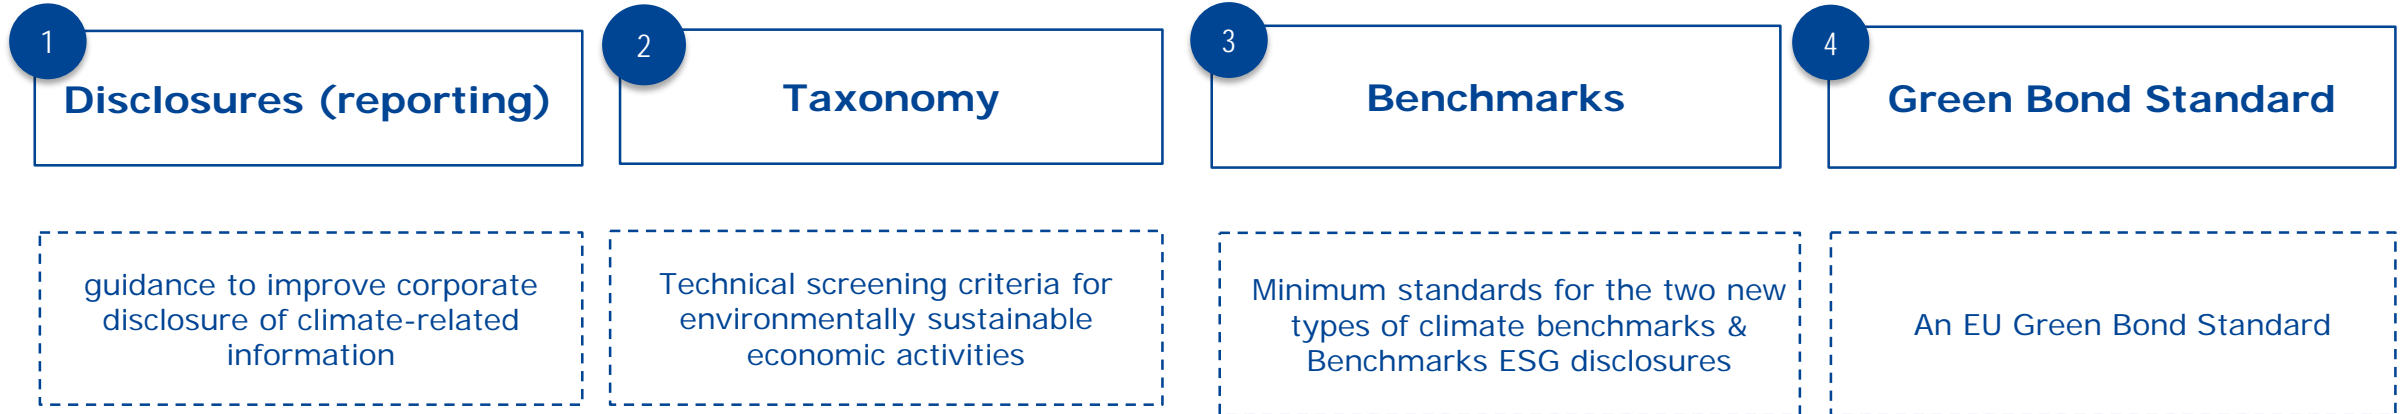 1
Disclosures (reporting)
guidance to improve corporate
disclosure of climate-related
information
2
Taxonomy
Technical screening criteria for
environmentally sustainable
economic activities
3
Benchmarks
Minimum standards for the two new
types of climate benchmarks &
Benchmarks ESG disclosures
4
Green Bond Standard
An EU Green Bond Standard